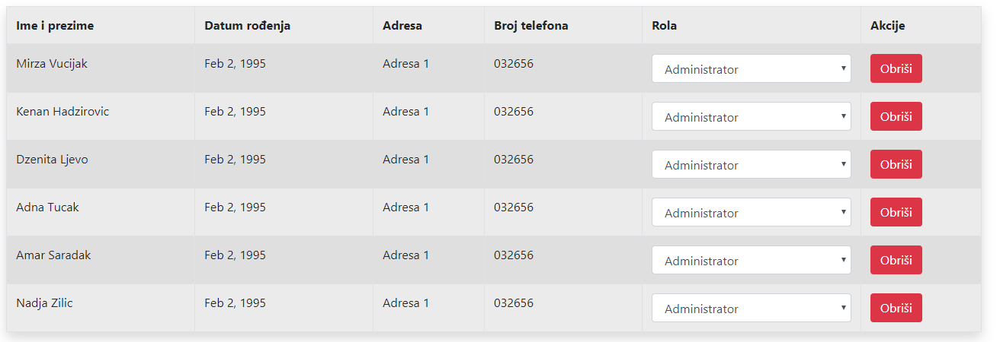 Ime i prezime Datum rođenja Adresa Broj telefona Rola Akcije
Mirza Vucijak Feb 2, 1995 Adresa 1 032656 Administrator Obriši
Kenan Hadzirovic Feb 2, 1995 Adresa 1 032656 Administrator Obriši
Dzenita Ljevo Feb 2, 1995 Adresa 1 032656 Administrator Obriši
Adna Tucak Feb 2, 1995 Adresa 1 032656 Administrator Obriši
Amar Saradak Feb 2, 1995 Adresa 1 032656 Administrator Obriši
Nadja Zilic Feb 2, 1995 Adresa 1 032656 Administrator Obriši